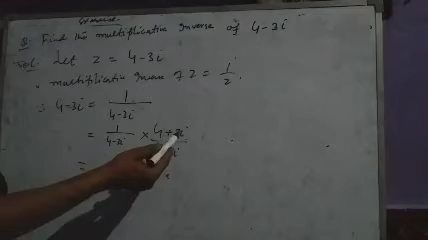 Q. Find the multiplicative inverse of 4-3i
Let z = 4-3i
multiplicative inverse of z = 1/z.
∴ 4-3i = 1/4-3i
= 1/4-3i × 4+3i/ i
=